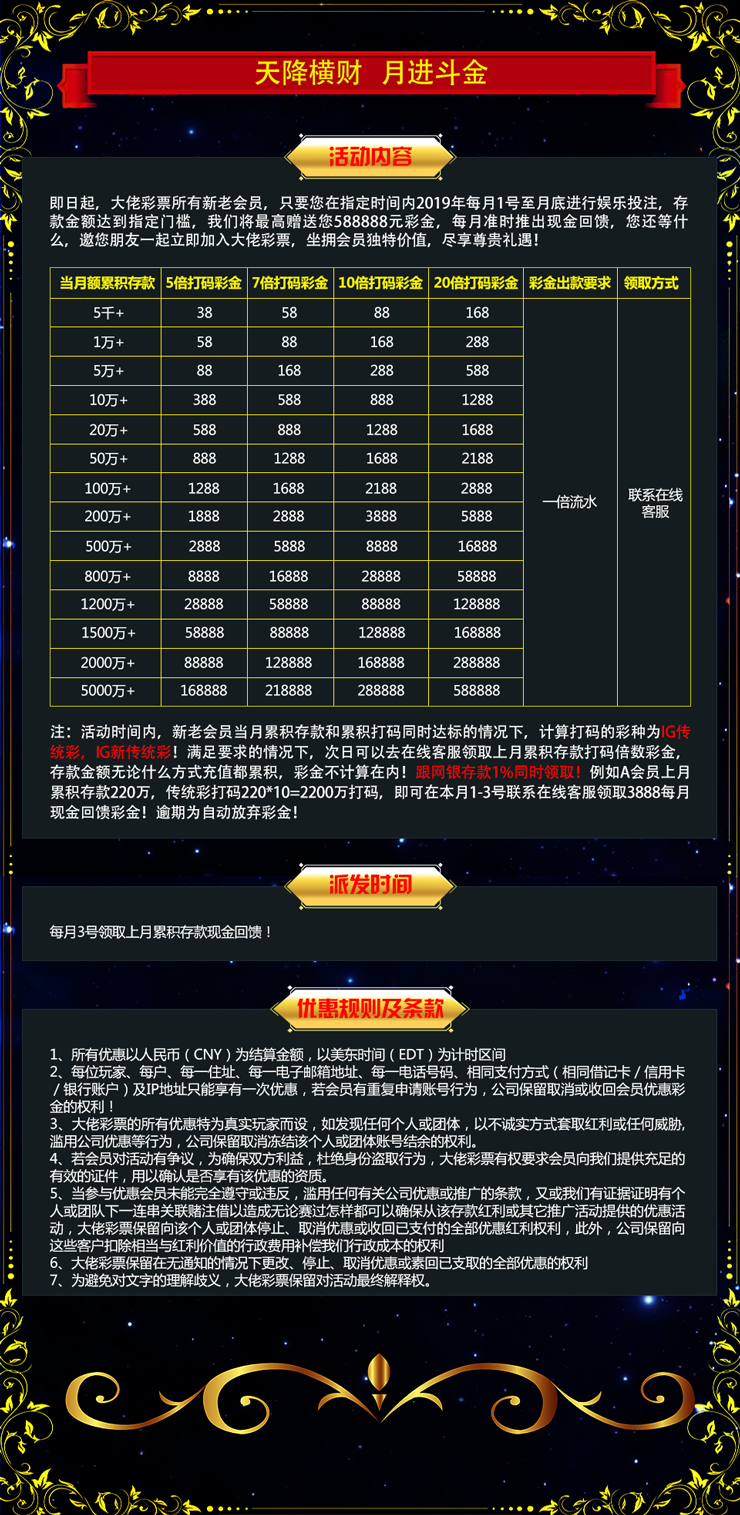 天降横财 月进斗金
活动内容
即日起，大佬彩票所有新老会员，只要您在指定时间内2019年每月1号至月底进行娱乐投注，存
款金额达到指定门槛，我们将最高赠送您588888元彩金，每月准时推出现金回馈，您还等什
么，邀您朋友一起立即加入大佬彩票，坐拥会员独特价值，尽享尊贵礼遇！
当月额累积存款 5倍打码彩金 7倍打码彩金 10倍打码彩金 20倍打码彩金 彩金出款要求 领取方式
5千+ 38 58 88 168
1万+ 58 88 168 288
5万+ 88 168 288 588
10万+ 388 588 888 1288
20万+ 588 888 1288 1688
50万+ 888 1288 1688 2188
100万+ 1288 1688 2188 2888
200万+ 1888 2888 3888 5888
500万+ 2888 5888 8888 16888
800万+ 8888 16888 28888 58888
1200万+ 28888 58888 88888 128888
1500万+ 58888 88888 128888 168888
2000万+ 88888 128888 168888 288888
5000万+ 168888 218888 288888 588888
一倍流水
联系在线
客服
注：活动时间内，新老会员当月累积存款和累积打码同时达标的情况下，计算打码的彩种为IG传
统彩，IG新传统彩！满足要求的情况下，次日可以去在线客服领取上月累积存款打码倍数彩金，
存款金额无论什么方式充值都累积，彩金不计算在内！跟网银存款1%同时领取！例如A会员上月
累积存款220万，传统彩打码220*10=2200万打码，即可在本月1-3号联系在线客服领取3888每月
现金回馈彩金！逾期为自动放弃彩金！
派发时间
每月3号领取上月累积存款现金回馈！
优惠规则及条款
1、所有优惠以人民币（CNY）为结算金额，以美东时间（EDT）为计时区间
2、每位玩家、每户、每一住址、每一电子邮箱地址、每一电话号码、相同支付方式（相同借记卡／信用卡
／银行账户）及IP地址只能享有一次优惠，若会员有重复申请账号行为，公司保留取消或收回会员优惠彩
金的权利！
3、大佬彩票的所有优惠特为真实玩家而设，如发现任何个人或团体，以不诚实方式套取红利或任何威胁,
滥用公司优惠等行为，公司保留取消冻结该个人或团体账号结余的权利。
4、若会员对活动有争议，为确保双方利益，杜绝身份盗取行为，大佬彩票有权要求会员向我们提供充足的
有效的证件，用以确认是否享有该优惠的资质。
5、当参与优惠会员未能完全遵守或违反，滥用任何有关公司优惠或推广的条款，又或我们有证据证明有个
人或团队下一连串关联赌注借以造成无论赛过怎样都可以确保从该存款红利或其它推广活动提供的优惠活
动，大佬彩票保留向该个人或团体停止、取消优惠或收回已支付的全部优惠红利权利，此外，公司保留向
这些客户扣除相当与红利价值的行政费用补偿我们行政成本的权利
6、大佬彩票保留在无通知的情况下更改、停止、取消优惠或素回已支取的全部优惠的权利
7、为避免对文字的理解歧义，大佬彩票保留对活动最终解释权。